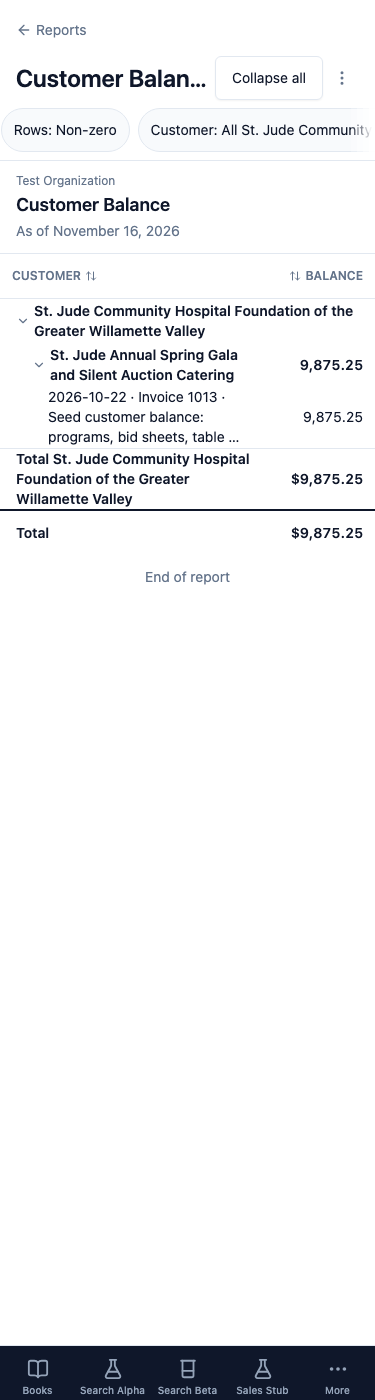 Reports
Customer Balan...
Collapse all
Rows: Non-zero
Customer: All St. Jude Community
Test Organization
Customer Balance
As of November 16, 2026
CUSTOMER
BALANCE
St. Jude Community Hospital Foundation of the
Greater Willamette Valley
St. Jude Annual Spring Gala
and Silent Auction Catering
9,875.25
2026-10-22 · Invoice 1013 ·
Seed customer balance:
programs, bid sheets, table ...
9,875.25
Total St. Jude Community Hospital
Foundation of the Greater
Willamette Valley
$9,875.25
Total
$9,875.25
End of report
Books
Search Alpha
Search Beta
Sales Stub
More